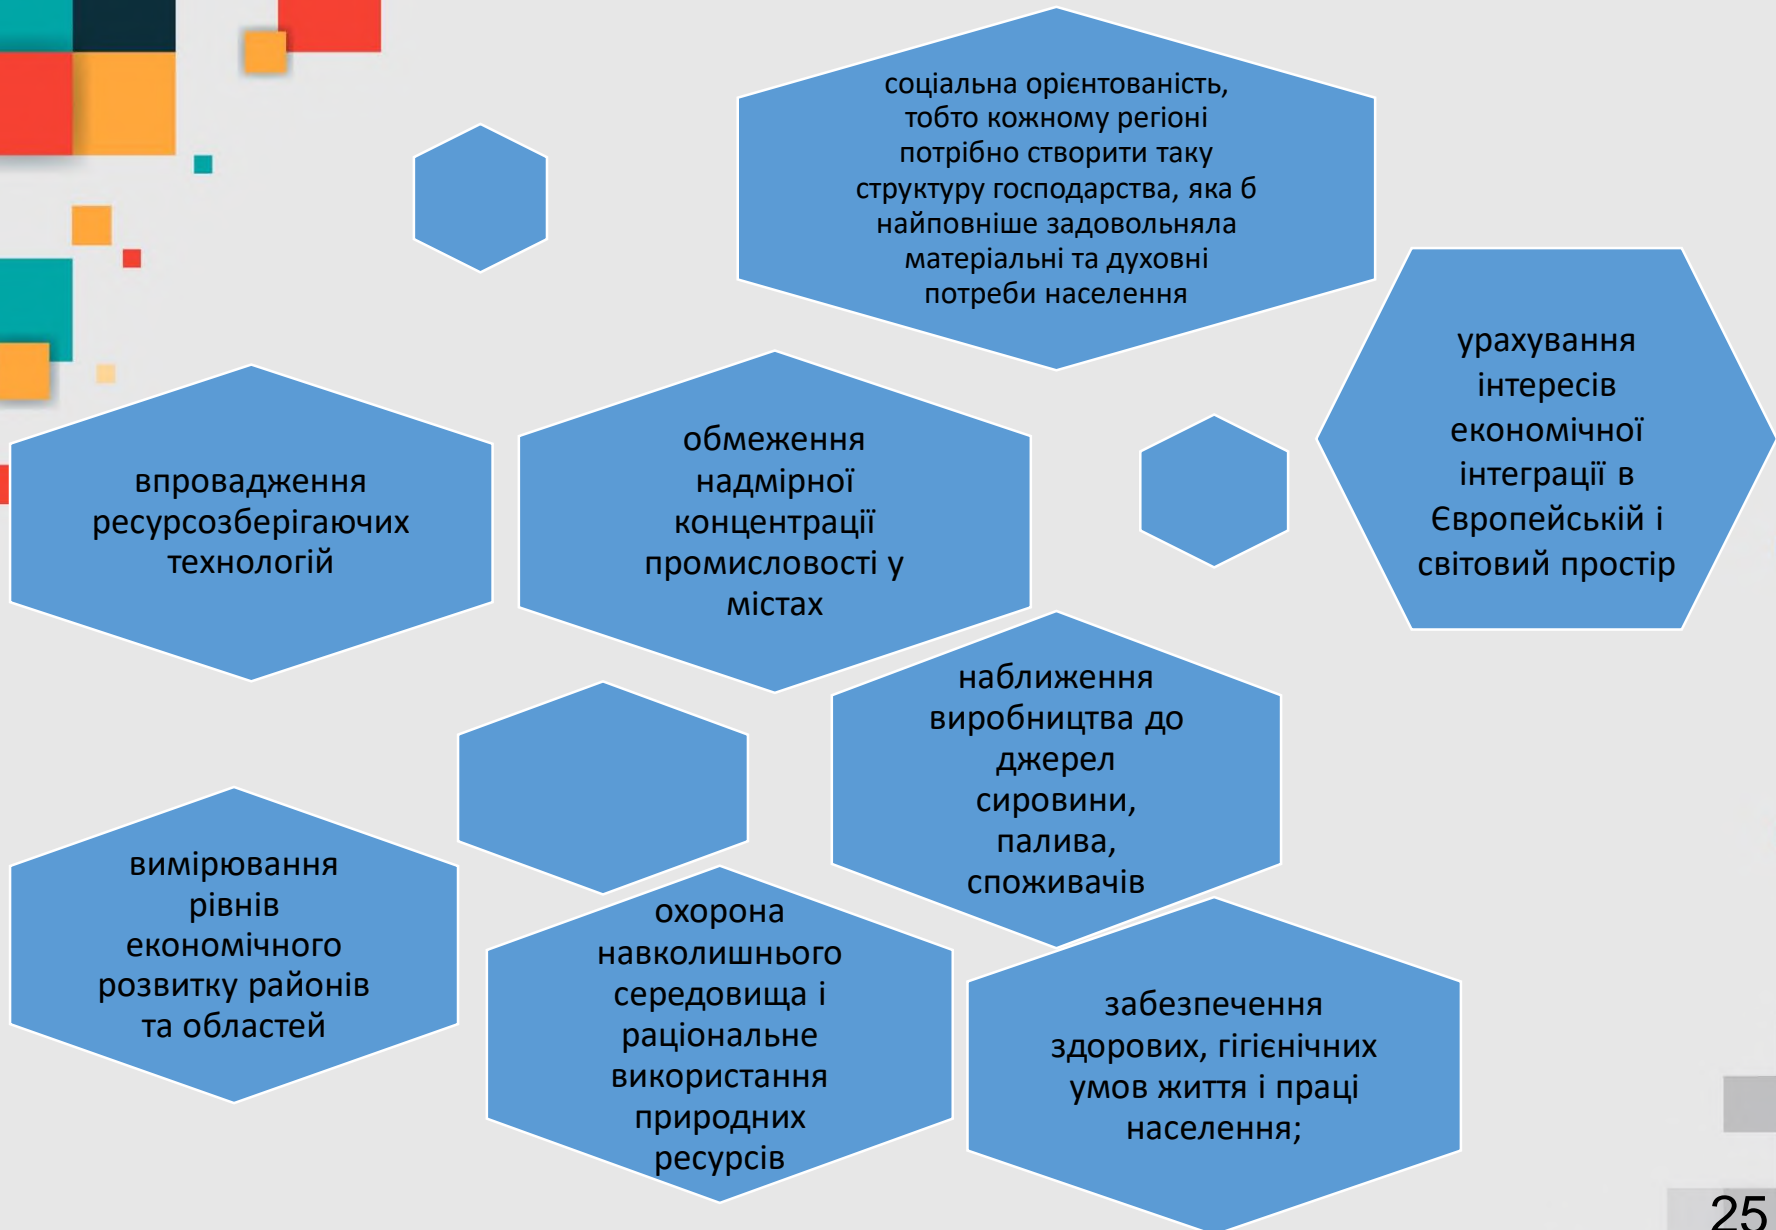 соціальна орієнтованість,
тобто кожному регіоні
потрібно створити таку
структуру господарства, яка б
найповніше задовольняла
матеріальні та духовні
потреби населення
урахування
інтересів
економічної
інтеграції в
Європейській і
світовий простір
впровадження
ресурсозберігаючих
технологій
обмеження
надмірної
концентрації
промисловості у
містах
наближення
виробництва до
джерел
сировини,
палива,
споживачів
вимірювання
рівнів
економічного
розвитку районів
та областей
охорона
навколишнього
середовища і
раціональне
використання
природних
ресурсів
забезпечення
здорових, гігієнічних
умов життя і праці
населення;
25